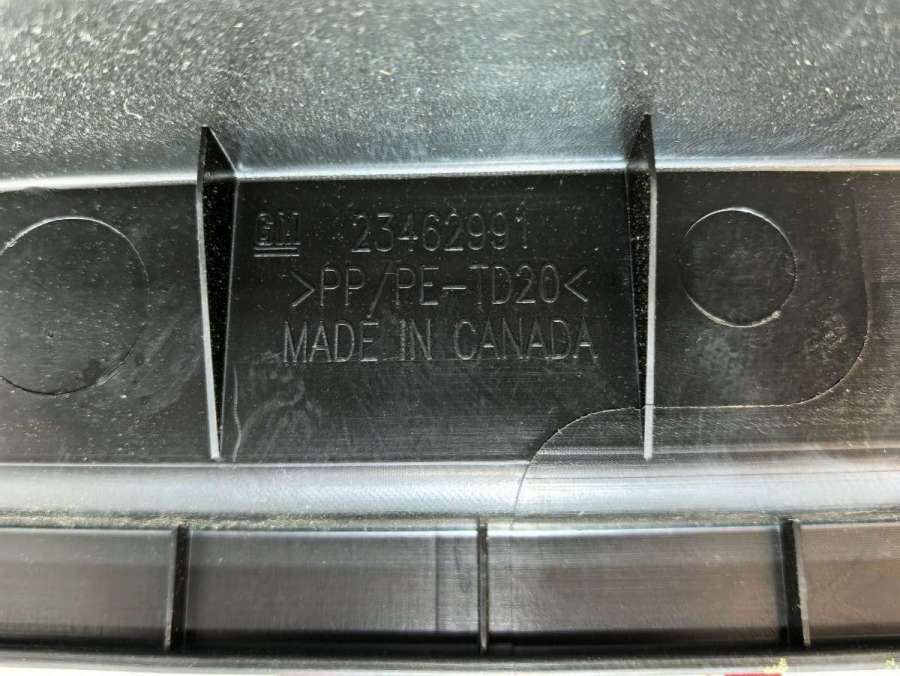 GM 23462991
>PP/PE-TD20<
MADE IN CANADA